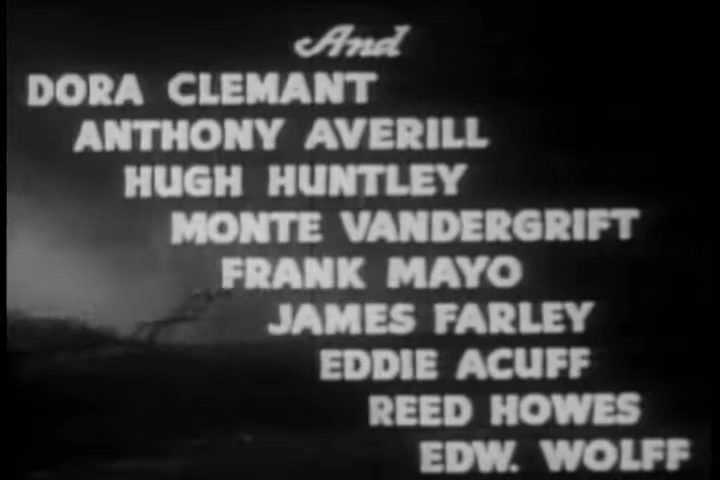 And
DORA CLEMANT
ANTHONY AVERILL
HUGH HUNTLEY
MONTE VANDERGRIFT
FRANK MAYO
JAMES FARLEY
EDDIE ACUFF
REED HOWES
EDW. WOLFF